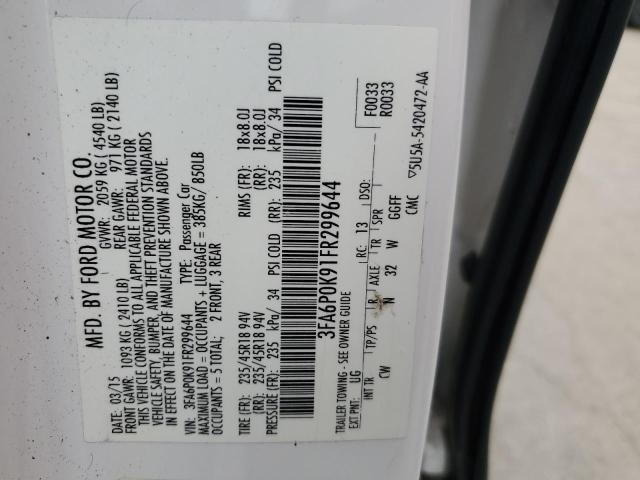 MFD. BY FORD MOTOR CO.
DATE: 03/15 GVWR: 2059 KG ( 4540 LB)
FRONT GAWR: 1093 KG ( 2410 LB) REAR GAWR: 971 KG ( 2140 LB)
THIS VEHICLE CONFORMS TO ALL APPLICABLE FEDERAL MOTOR
VEHICLE SAFETY, BUMPER, AND THEFT PREVENTION STANDARDS
IN EFFECT ON THE DATE OF MANUFACTURE SHOWN ABOVE.
VIN: 3FA6P0K91FR299644 TYPE: Passenger Car
MAXIMUM LOAD = OCCUPANTS + LUGGAGE = 385KG/ 850LB
OCCUPANTS = 5 TOTAL; 2 FRONT, 3 REAR
TIRE (FR): 235/45R18 94V RIMS (FR): 18x8.0J
(RR): 235/45R18 94V (RR): 18x8.0J
PRESSURE (FR): 235 kPa/ 34 PSI COLD (RR): 235 kPa/ 34 PSI COLD
3FA6P0K91FR299644
F0033
R0033
TRAILER TOWING - SEE OWNER GUIDE
EXT PNT: UG RC: 13 DSO:
INT TR TP/PS R AXLE TR SPR
CW N 32 W GGFF
CMC 5U5A-5420472-AA